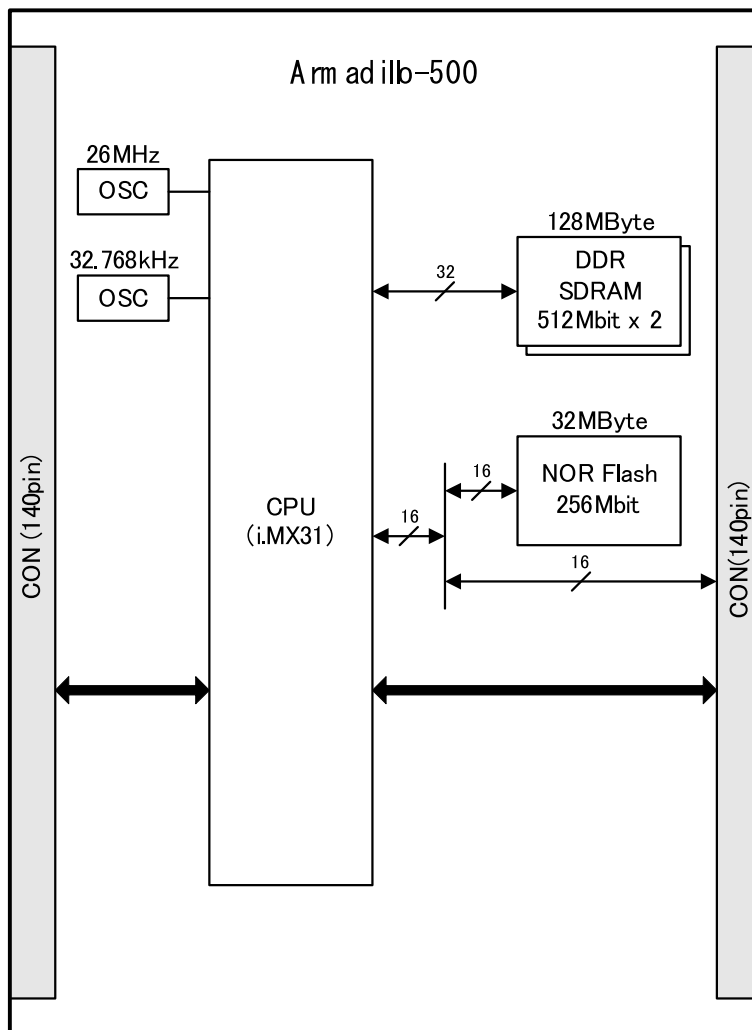 Armadillo-500
26MHz
OSC
32.768kHz
OSC
128MByte
DDR
SDRAM
512Mbit x 2
32
32MByte
NOR Flash
256Mbit
16
16
16
CPU
(i.MX31)
CON (140pin)
CON(140pin)